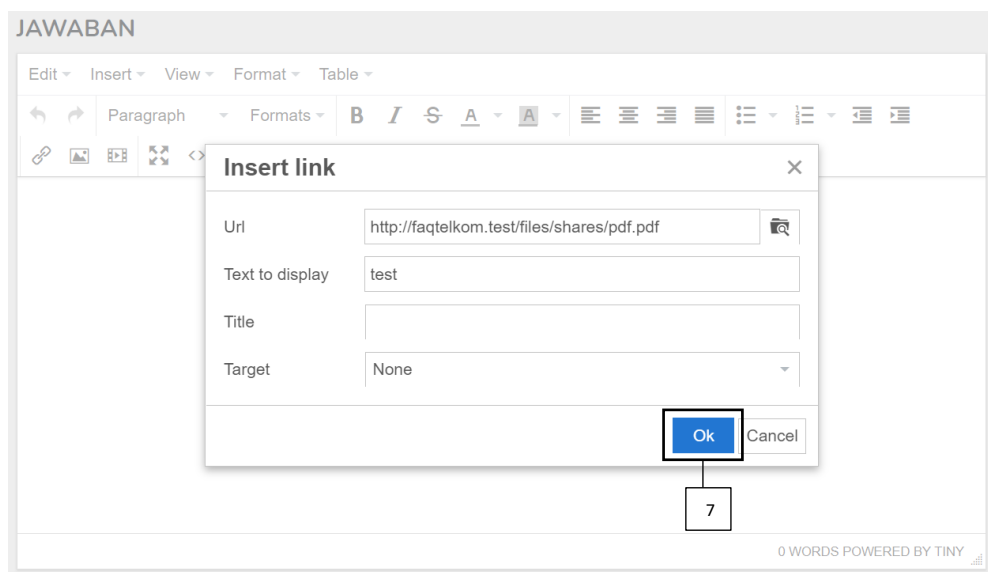 JAWABAN
Edit Insert View Format Table
Paragraph Formats B I S A A
Insert link
Url http://faqtelkom.test/files/shares/pdf.pdf
Text to display test
Title
Target None
Ok Cancel
7
0 WORDS POWERED BY TINY